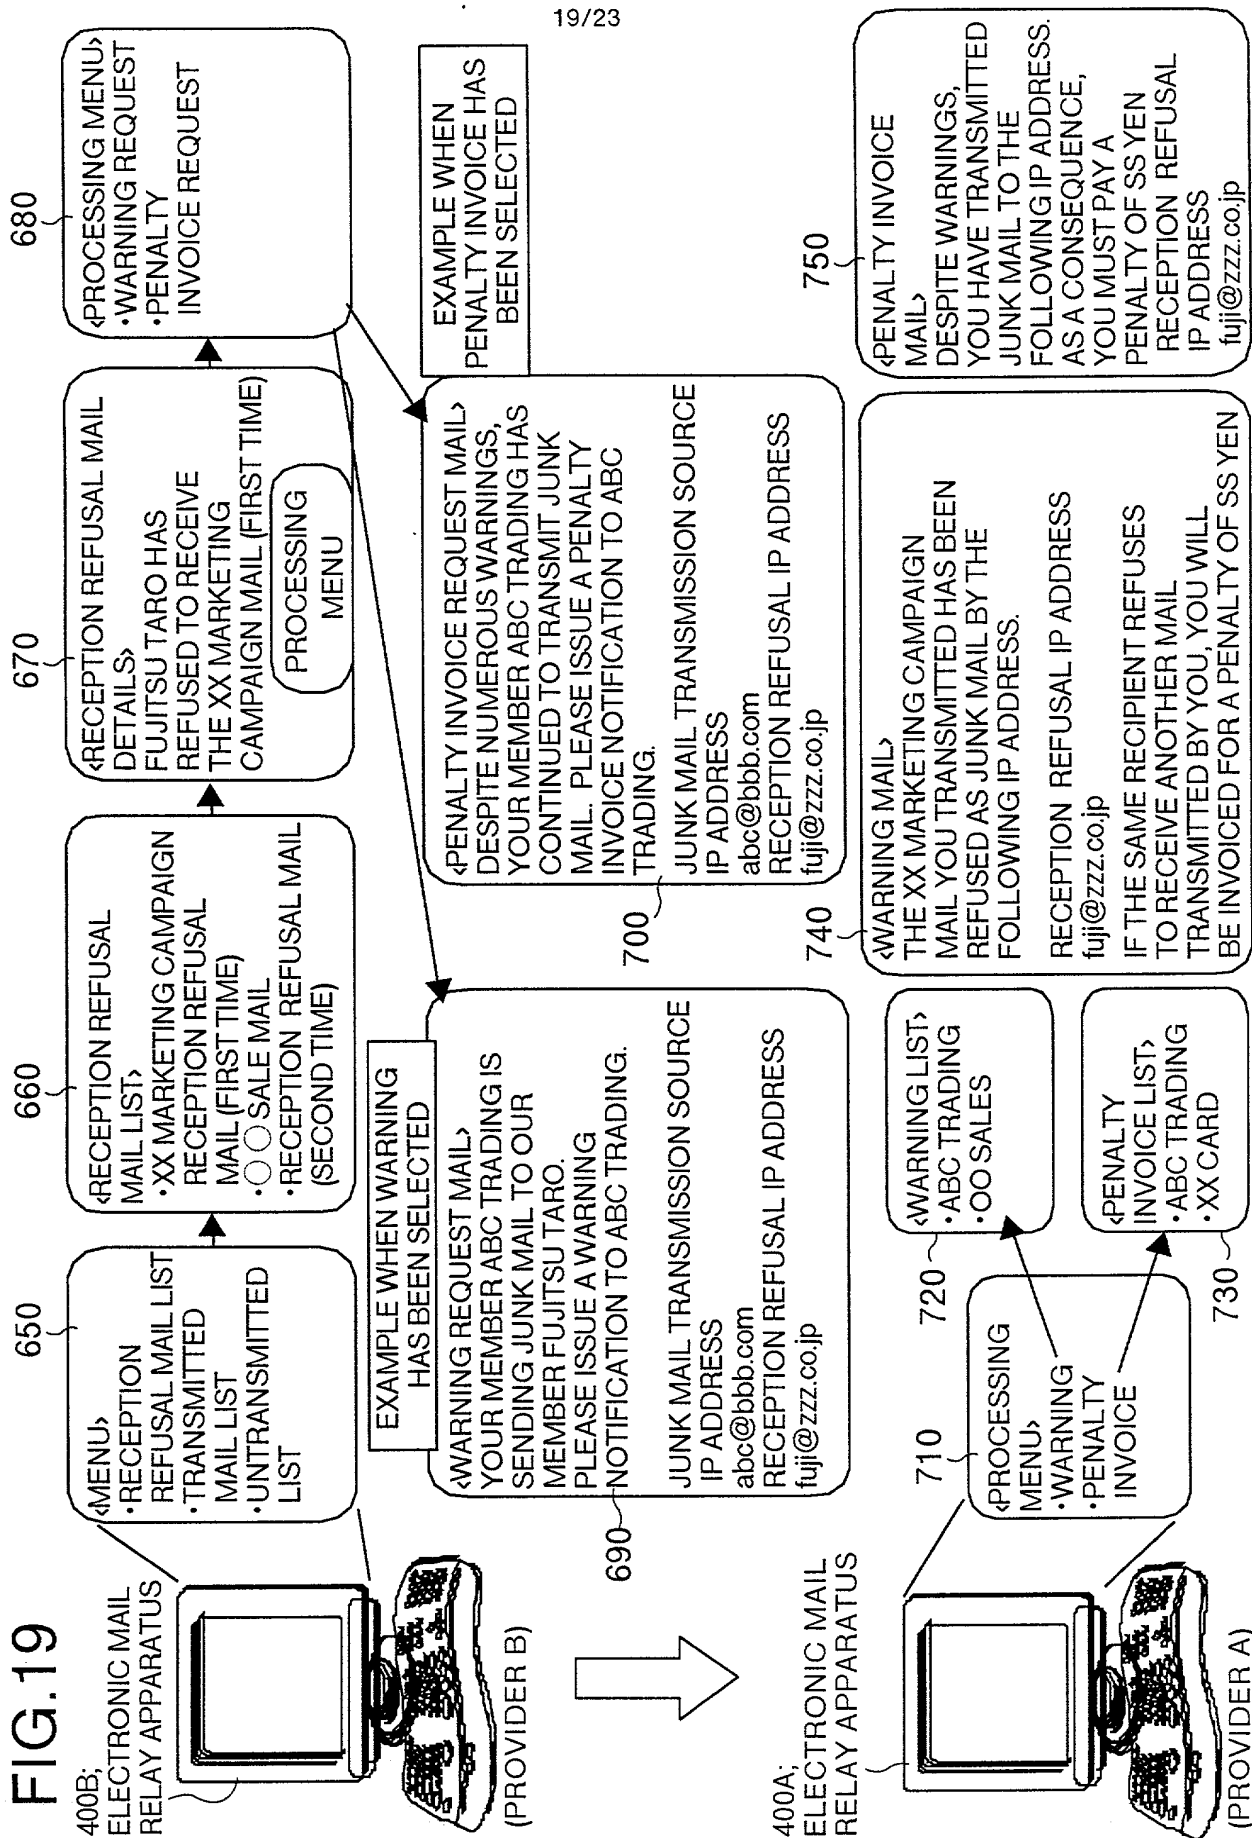 19/23
FIG.19
400B;
ELECTRONIC MAIL
RELAY APPARATUS
(PROVIDER B)
650
<MENU>
・RECEPTION
REFUSAL MAIL LIST
・TRANSMITTED
MAIL LIST
・UNTRANSMITTED
LIST
660
<RECEPTION REFUSAL
MAIL LIST>
・XX MARKETING CAMPAIGN
RECEPTION REFUSAL
MAIL (FIRST TIME)
・○○ SALE MAIL
・RECEPTION REFUSAL MAIL
(SECOND TIME)
670
<RECEPTION REFUSAL MAIL
DETAILS>
FUJITSU TARO HAS
REFUSED TO RECEIVE
THE XX MARKETING
CAMPAIGN MAIL (FIRST TIME)
PROCESSING
MENU
680
<PROCESSING MENU>
・WARNING REQUEST
・PENALTY
INVOICE REQUEST
EXAMPLE WHEN WARNING
HAS BEEN SELECTED
<WARNING REQUEST MAIL>
YOUR MEMBER ABC TRADING IS
SENDING JUNK MAIL TO OUR
MEMBER FUJITSU TARO.
PLEASE ISSUE A WARNING
NOTIFICATION TO ABC TRADING.
JUNK MAIL TRANSMISSION SOURCE
IP ADDRESS
abc@bbb.com
RECEPTION REFUSAL IP ADDRESS
fuji@zzz.co.jp
690
EXAMPLE WHEN
PENALTY INVOICE HAS
BEEN SELECTED
<PENALTY INVOICE REQUEST MAIL>
DESPITE NUMEROUS WARNINGS,
YOUR MEMBER ABC TRADING HAS
CONTINUED TO TRANSMIT JUNK
MAIL. PLEASE ISSUE A PENALTY
INVOICE NOTIFICATION TO ABC
TRADING.
JUNK MAIL TRANSMISSION SOURCE
IP ADDRESS
abc@bbb.com
RECEPTION REFUSAL IP ADDRESS
fuji@zzz.co.jp
700
400A;
ELECTRONIC MAIL
RELAY APPARATUS
(PROVIDER A)
710
<PROCESSING
MENU>
・WARNING
・PENALTY
INVOICE
720
<WARNING LIST>
・ABC TRADING
・OO SALES
730
<PENALTY
INVOICE LIST>
・ABC TRADING
・XX CARD
740
<WARNING MAIL>
THE XX MARKETING CAMPAIGN
MAIL YOU TRANSMITTED HAS BEEN
REFUSED AS JUNK MAIL BY THE
FOLLOWING IP ADDRESS.
RECEPTION REFUSAL IP ADDRESS
fuji@zzz.co.jp
IF THE SAME RECIPIENT REFUSES
TO RECEIVE ANOTHER MAIL
TRANSMITTED BY YOU, YOU WILL
BE INVOICED FOR A PENALTY OF SS YEN
750
<PENALTY INVOICE
MAIL>
DESPITE WARNINGS,
YOU HAVE TRANSMITTED
JUNK MAIL TO THE
FOLLOWING IP ADDRESS.
AS A CONSEQUENCE,
YOU MUST PAY A
PENALTY OF SS YEN
RECEPTION REFUSAL
IP ADDRESS
fuji@zzz.co.jp